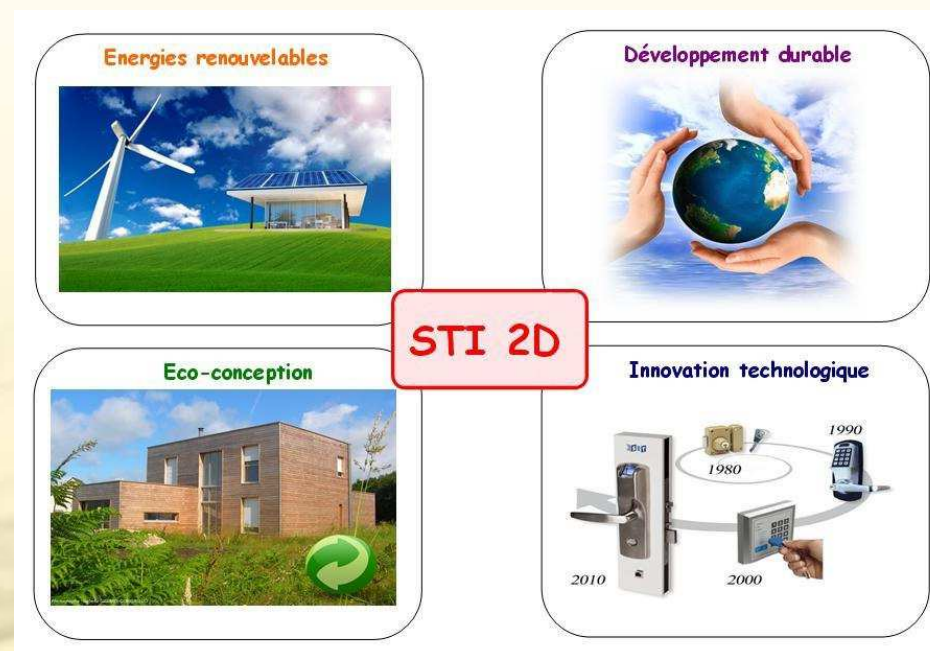 Energies renouvelables
Développement durable
STI 2D
Eco-conception
Innovation technologique
1980
1990
2000
2010